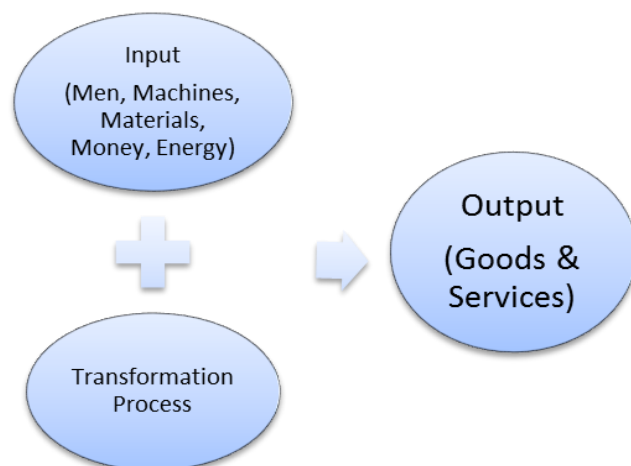 Input
(Men, Machines,
Materials,
Money, Energy)
Output
(Goods &
Services)
Transformation
Process